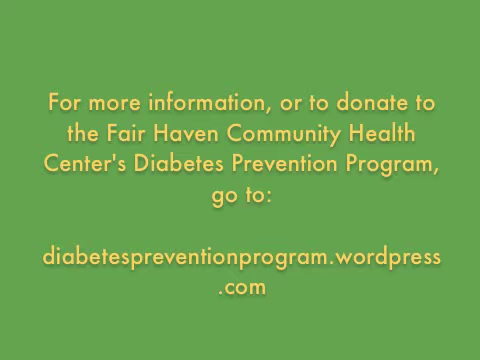 For more information, or to donate to
the Fair Haven Community Health
Center's Diabetes Prevention Program,
go to:
diabetespreventionprogram.wordpress
.com